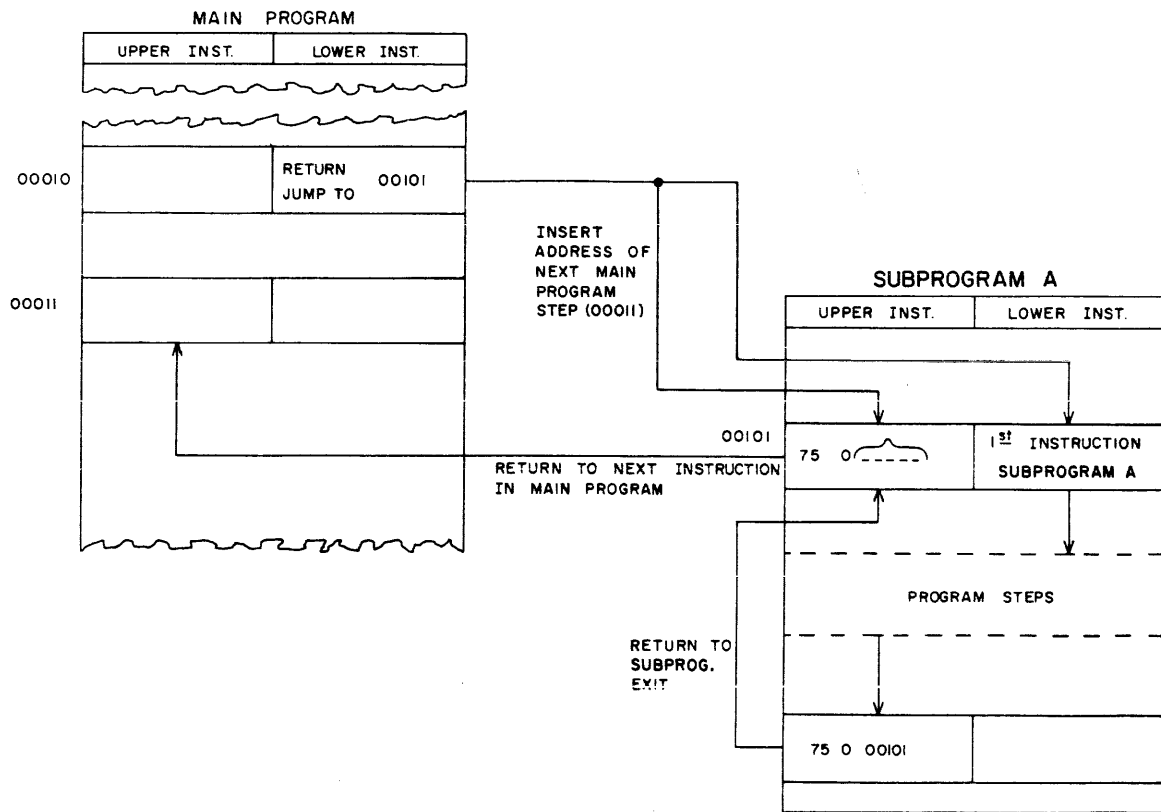 MAIN PROGRAM
UPPER INST. LOWER INST.
00010
RETURN
JUMP TO 00101
00011
INSERT
ADDRESS OF
NEXT MAIN
PROGRAM
STEP (00011)
SUBPROGRAM A
UPPER INST. LOWER INST.
00101
75 0_____
1st INSTRUCTION
SUBPROGRAM A
RETURN TO NEXT INSTRUCTION
IN MAIN PROGRAM
PROGRAM STEPS
RETURN TO
SUBPROG.
EXIT
75 0 00101